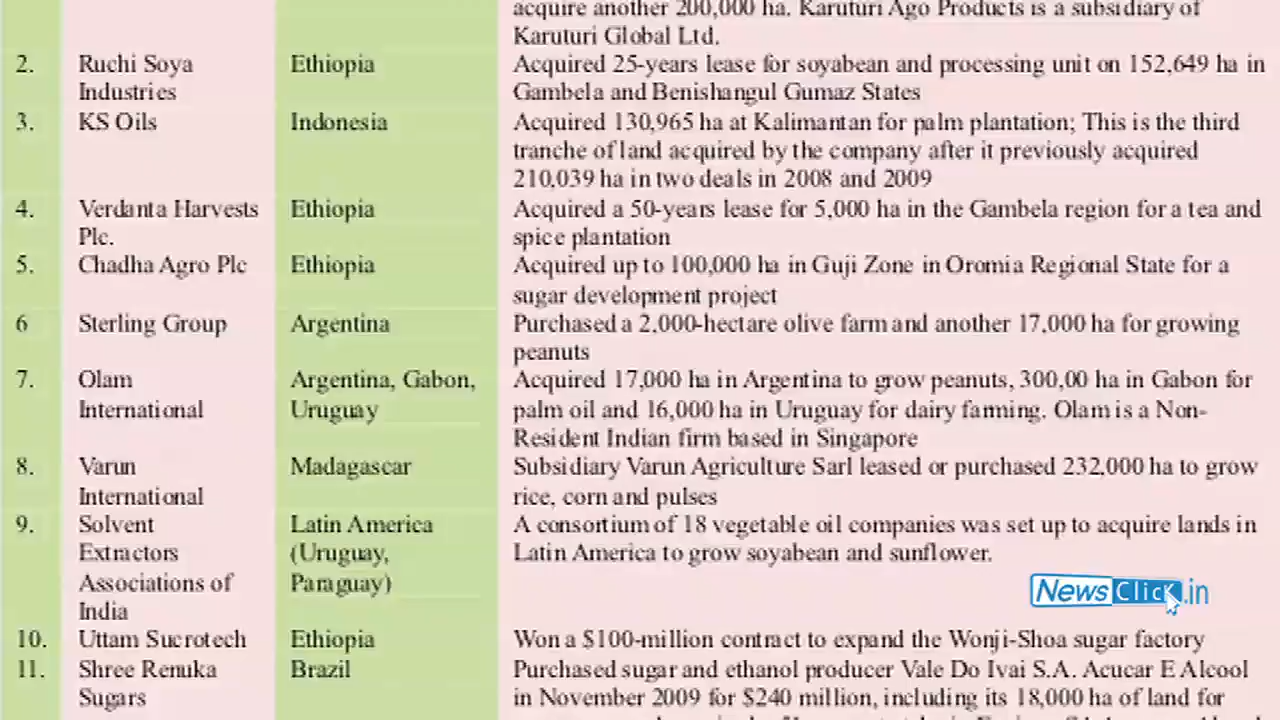 acquire another 200,000 ha. Karuturi Ago Products is a subsidiary of
Karuturi Global Ltd.
2. Ruchi Soya Ethiopia Acquired 25-years lease for soyabean and processing unit on 152,649 ha in
Industries Gambela and Benishangul Gumaz States
3. KS Oils Indonesia Acquired 130,965 ha at Kalimantan for palm plantation; This is the third
tranche of land acquired by the company after it previously acquired
210,039 ha in two deals in 2008 and 2009
4. Verdanta Harvests Ethiopia Acquired a 50-years lease for 5,000 ha in the Gambela region for a tea and
Plc. spice plantation
5. Chadha Agro Plc Ethiopia Acquired up to 100,000 ha in Guji Zone in Oromia Regional State for a
sugar development project
6 Sterling Group Argentina Purchased a 2,000-hectare olive farm and another 17,000 ha for growing
peanuts
7. Olam Argentina, Gabon, Acquired 17,000 ha in Argentina to grow peanuts, 300,00 ha in Gabon for
International Uruguay palm oil and 16,000 ha in Uruguay for dairy farming. Olam is a Non-
Resident Indian firm based in Singapore
8. Varun Madagascar Subsidiary Varun Agriculture Sarl leased or purchased 232,000 ha to grow
International rice, corn and pulses
9. Solvent Latin America A consortium of 18 vegetable oil companies was set up to acquire lands in
Extractors (Uruguay, Latin America to grow soyabean and sunflower.
Associations of Paraguay)
NewsClick.in
India
10. Uttam Sucrotech Ethiopia Won a $100-million contract to expand the Wonji-Shoa sugar factory
11. Shree Renuka Brazil Purchased sugar and ethanol producer Vale Do Ivai S.A. Acucar E Alcool
Sugars in November 2009 for $240 million, including its 18,000 ha of land for